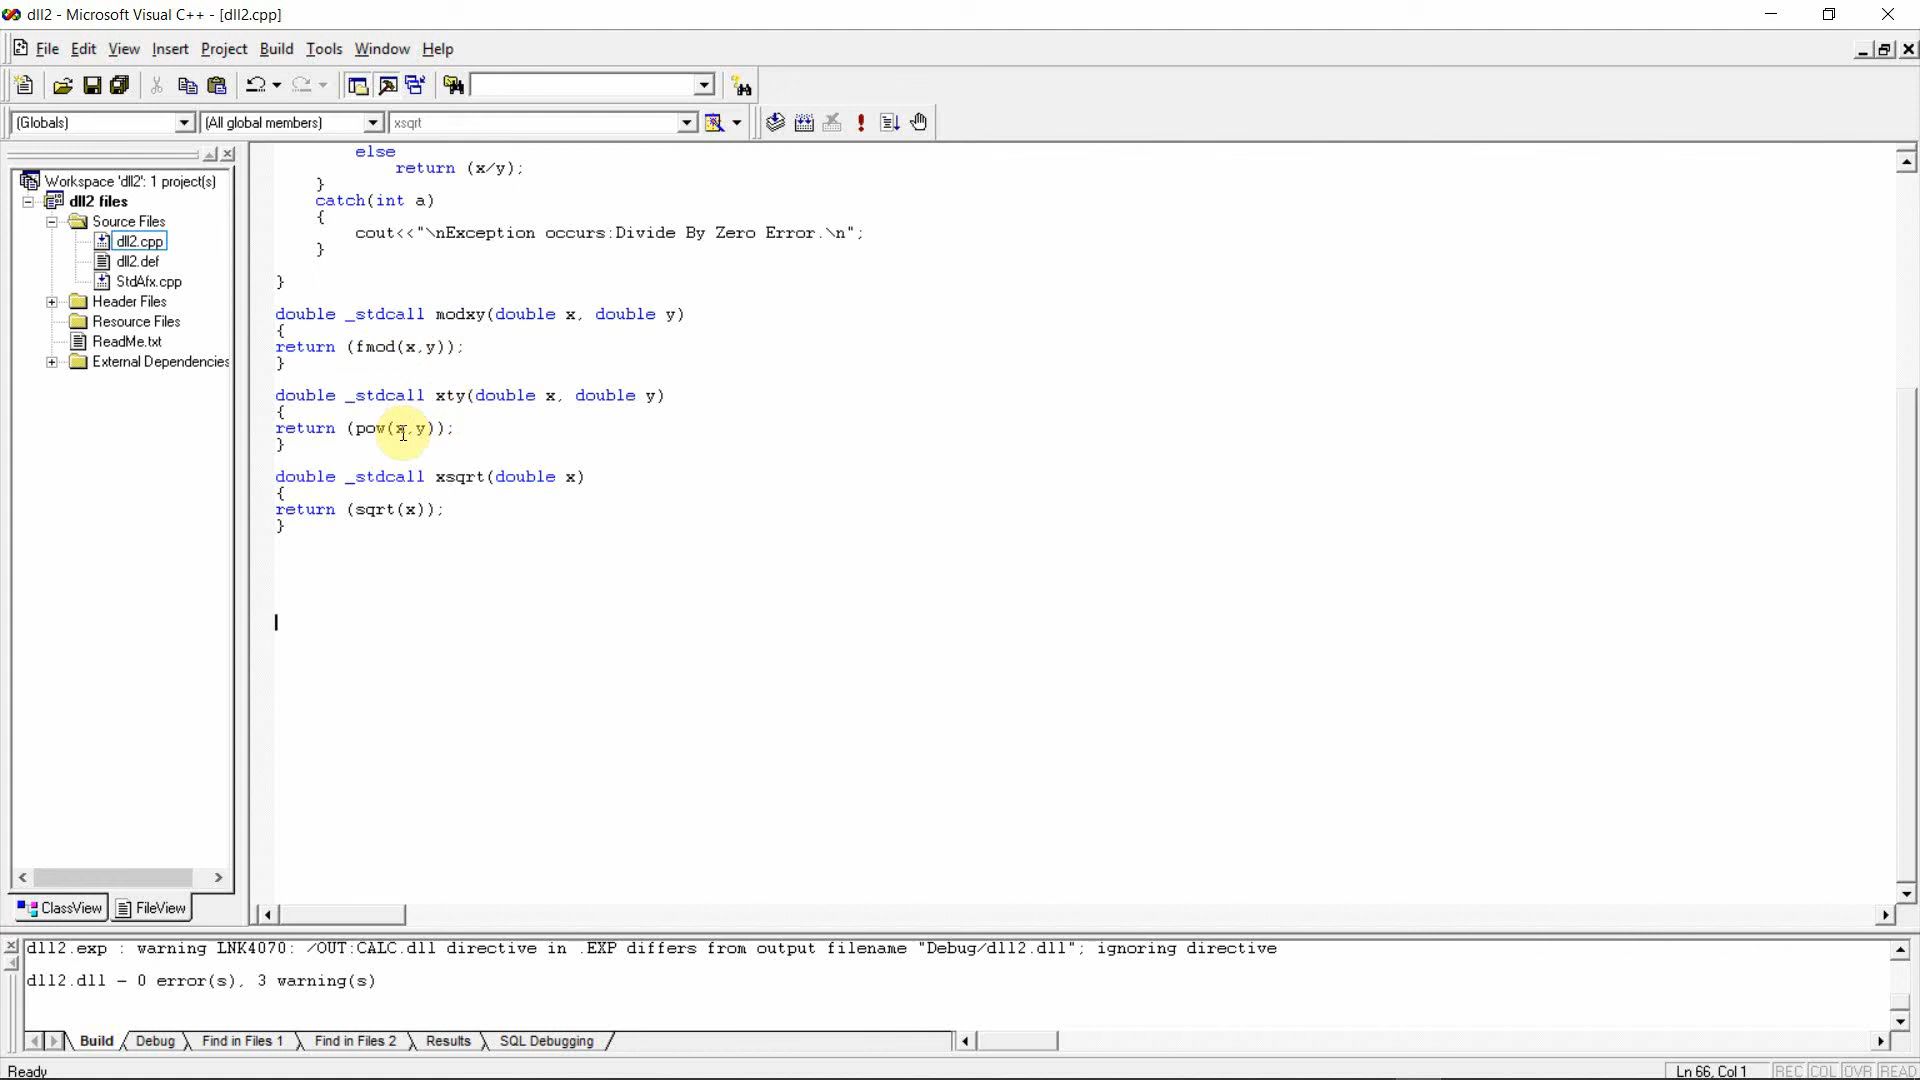 dll2 - Microsoft Visual C++ - [dll2.cpp]
File Edit View Insert Project Build Tools Window Help
(Globals) (All global members) xsqrt
Workspace 'dll2': 1 project(s)
dll2 files
Source Files
dll2.cpp
dll2.def
StdAfx.cpp
Header Files
Resource Files
ReadMe.txt
External Dependencies
ClassView FileView
else
return (x/y);
}
catch(int a)
{
cout<<"\nException occurs:Divide By Zero Error.\n";
}
}
double _stdcall modxy(double x, double y)
{
return (fmod(x,y));
}
double _stdcall xty(double x, double y)
{
return (pow(x,y));
}
double _stdcall xsqrt(double x)
{
return (sqrt(x));
}
dll2.exp : warning LNK4070: /OUT:CALC.dll directive in .EXP differs from output filename "Debug/dll2.dll"; ignoring directive
dll2.dll - 0 error(s), 3 warning(s)
Build Debug Find in Files 1 Find in Files 2 Results SQL Debugging
Ready Ln 66, Col 1 REC COL OVR READ